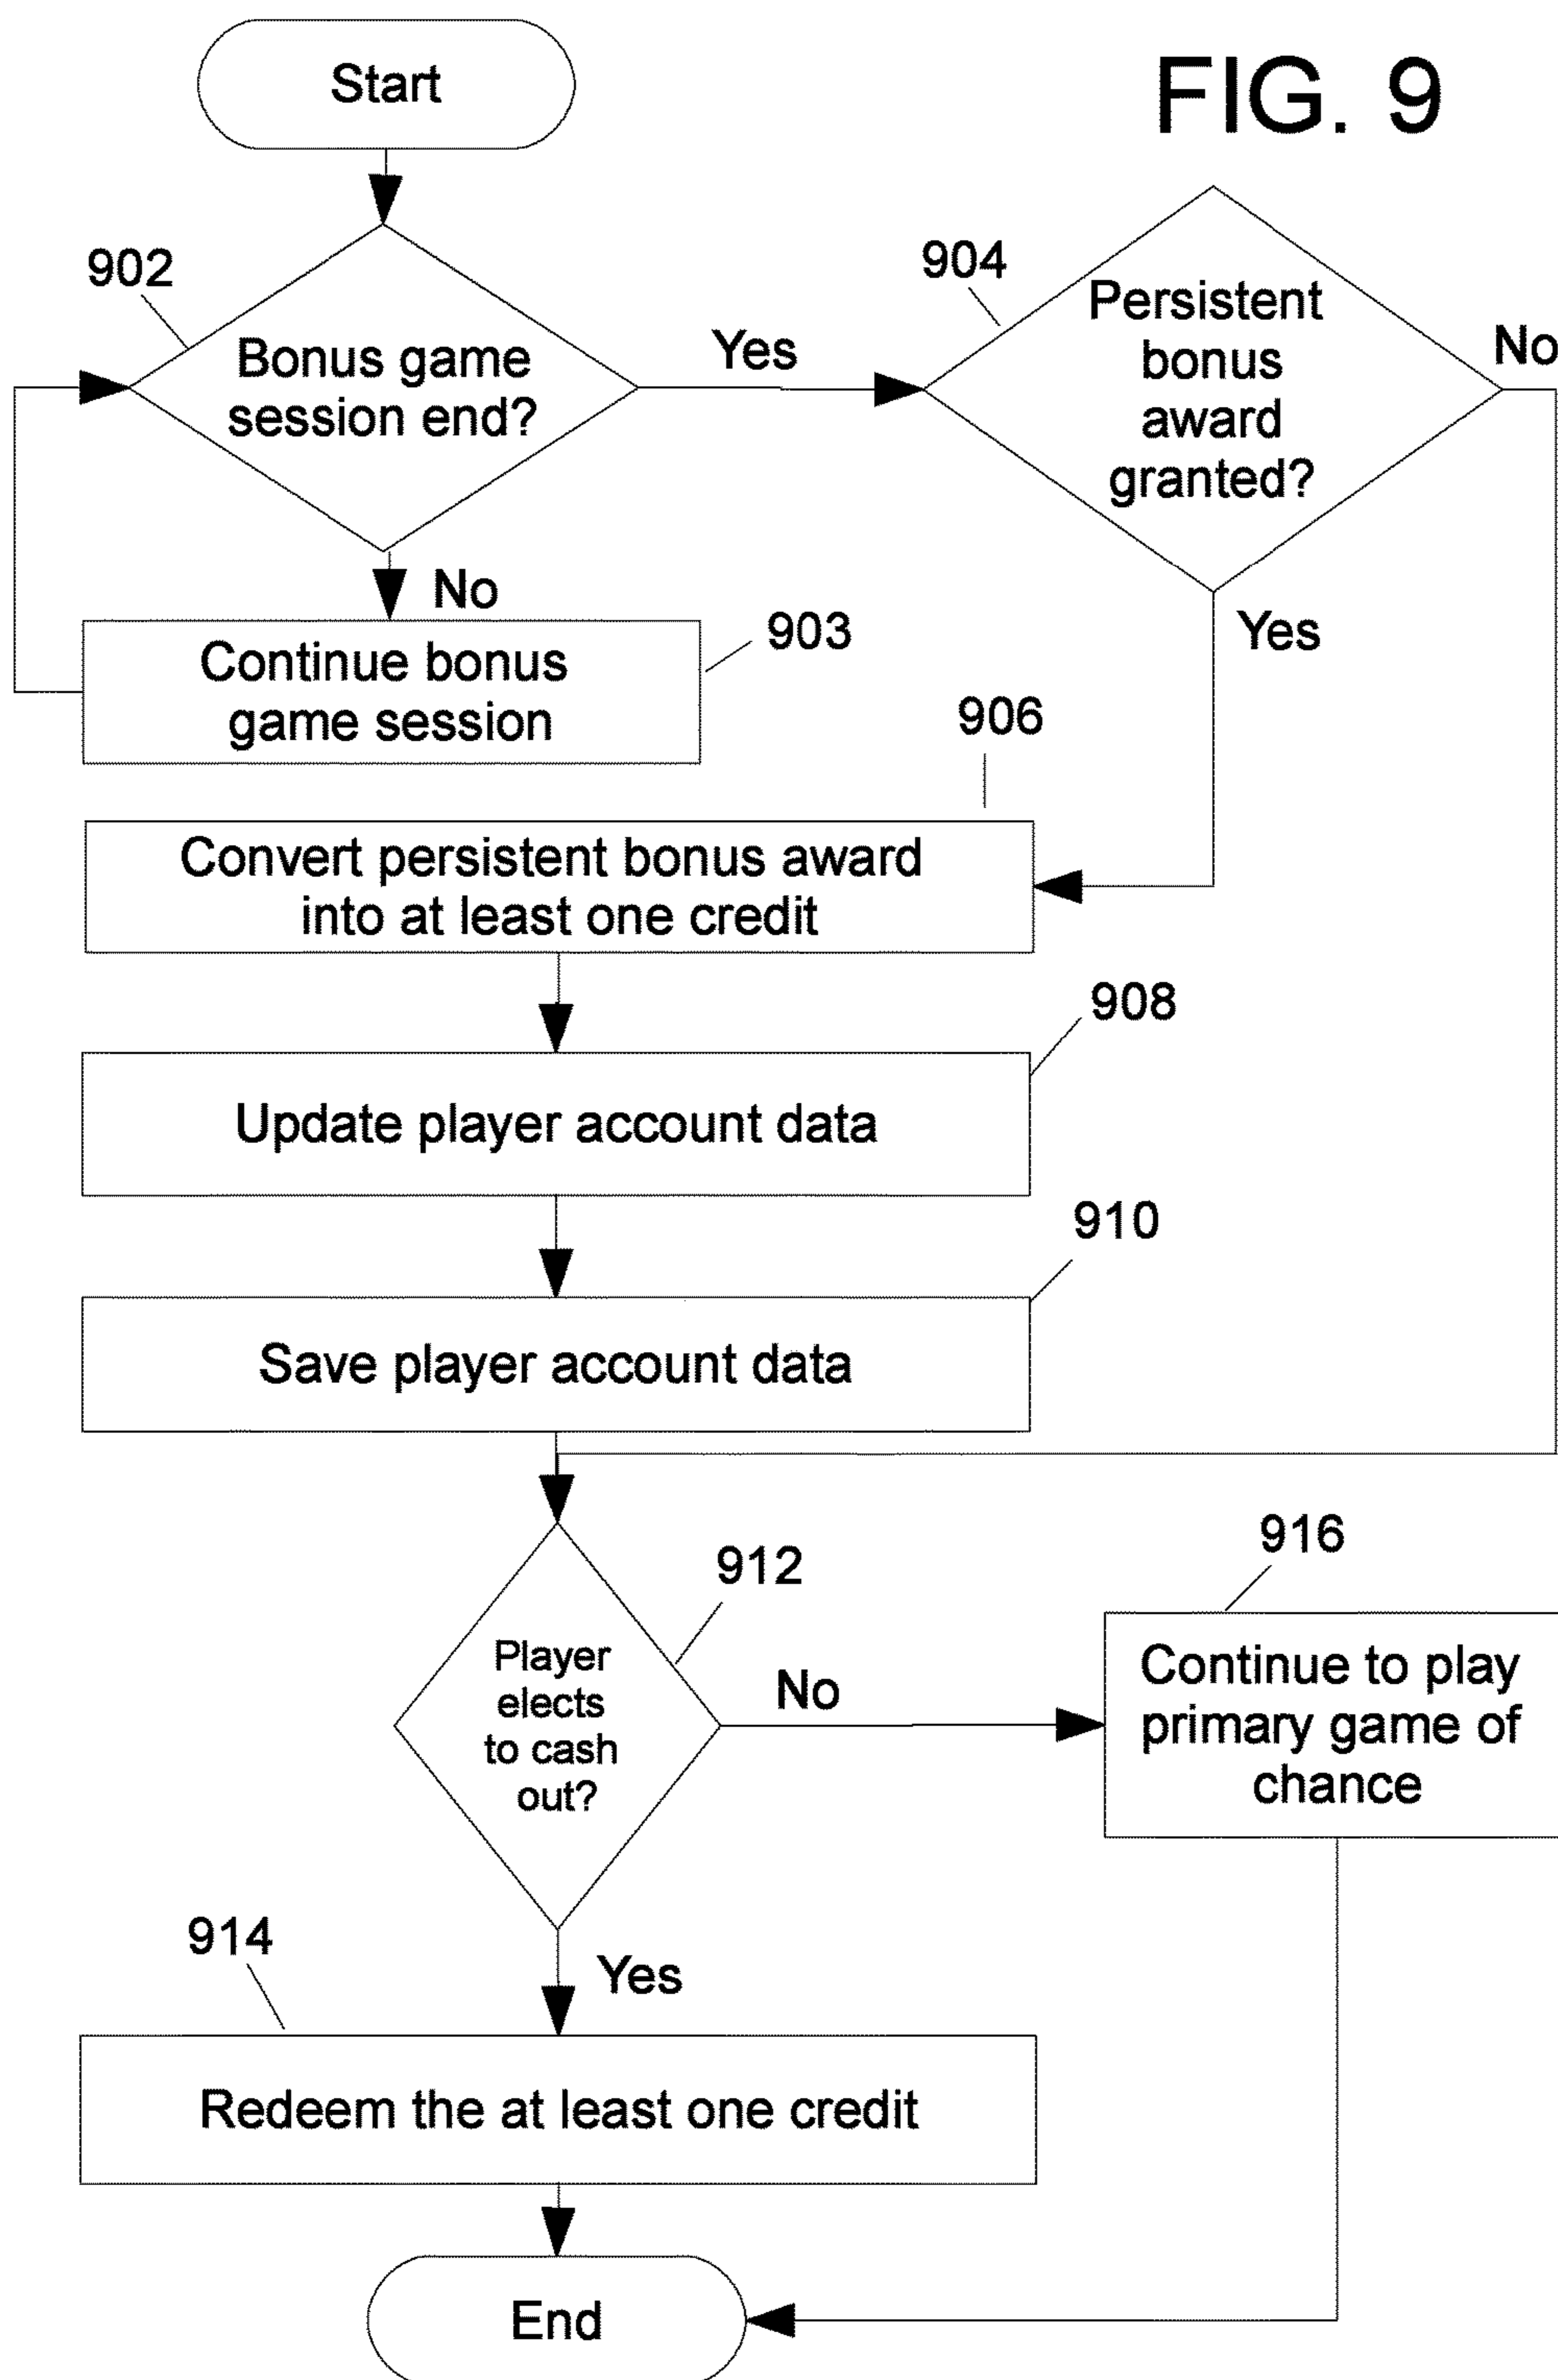 Start
FIG. 9
902
Bonus game
session end?
Yes
904
Persistent
bonus
award
granted?
No
No
Continue bonus
game session
903
Yes
906
Convert persistent bonus award
into at least one credit
908
Update player account data
910
Save player account data
912
Player
elects
to cash
out?
No
916
Continue to play
primary game of
chance
914
Yes
Redeem the at least one credit
End